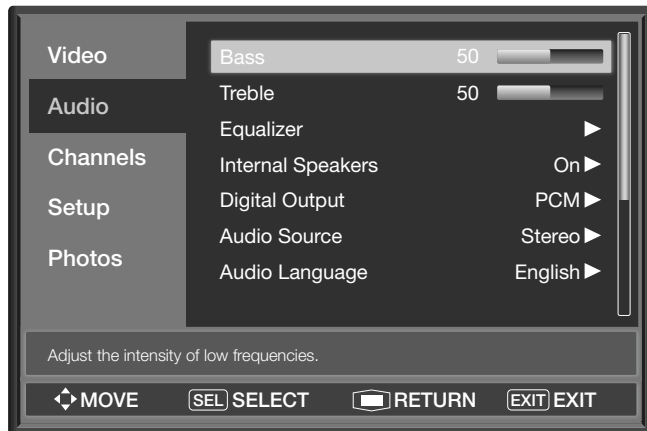 Video
Audio
Channels
Setup
Photos
Bass 50
Treble 50
Equalizer
Internal Speakers On
Digital Output PCM
Audio Source Stereo
Audio Language English
Adjust the intensity of low frequencies.
MOVE SEL SELECT RETURN EXIT EXIT